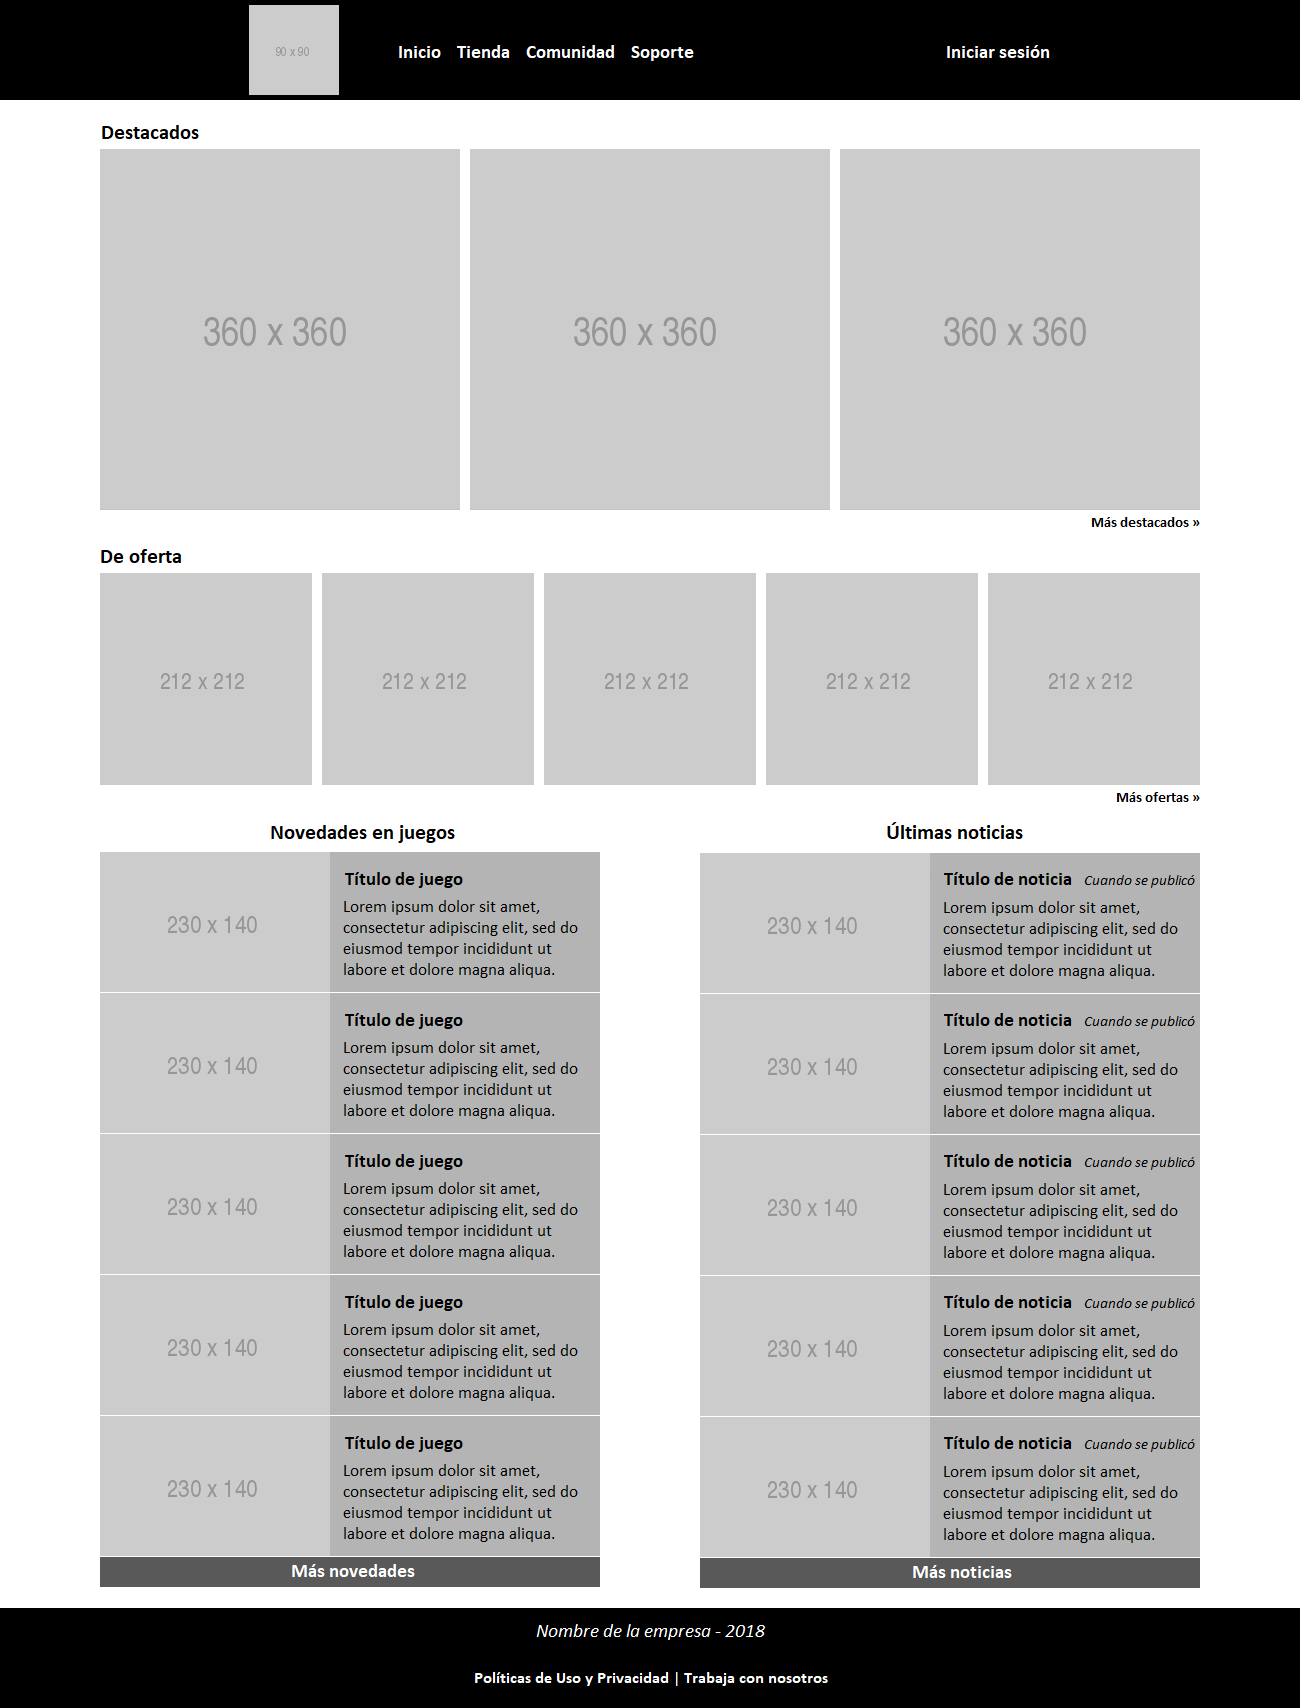 90 x 90
Inicio Tienda Comunidad Soporte
Iniciar sesión
Destacados
360 x 360
360 x 360
360 x 360
Más destacados »
De oferta
212 x 212
212 x 212
212 x 212
212 x 212
212 x 212
Más ofertas »
Novedades en juegos
230 x 140
Título de juego
Lorem ipsum dolor sit amet,
consectetur adipiscing elit, sed do
eiusmod tempor incididunt ut
labore et dolore magna aliqua.
230 x 140
Título de juego
Lorem ipsum dolor sit amet,
consectetur adipiscing elit, sed do
eiusmod tempor incididunt ut
labore et dolore magna aliqua.
230 x 140
Título de juego
Lorem ipsum dolor sit amet,
consectetur adipiscing elit, sed do
eiusmod tempor incididunt ut
labore et dolore magna aliqua.
230 x 140
Título de juego
Lorem ipsum dolor sit amet,
consectetur adipiscing elit, sed do
eiusmod tempor incididunt ut
labore et dolore magna aliqua.
230 x 140
Título de juego
Lorem ipsum dolor sit amet,
consectetur adipiscing elit, sed do
eiusmod tempor incididunt ut
labore et dolore magna aliqua.
Más novedades
Últimas noticias
230 x 140
Título de noticia Cuando se publicó
Lorem ipsum dolor sit amet,
consectetur adipiscing elit, sed do
eiusmod tempor incididunt ut
labore et dolore magna aliqua.
230 x 140
Título de noticia Cuando se publicó
Lorem ipsum dolor sit amet,
consectetur adipiscing elit, sed do
eiusmod tempor incididunt ut
labore et dolore magna aliqua.
230 x 140
Título de noticia Cuando se publicó
Lorem ipsum dolor sit amet,
consectetur adipiscing elit, sed do
eiusmod tempor incididunt ut
labore et dolore magna aliqua.
230 x 140
Título de noticia Cuando se publicó
Lorem ipsum dolor sit amet,
consectetur adipiscing elit, sed do
eiusmod tempor incididunt ut
labore et dolore magna aliqua.
230 x 140
Título de noticia Cuando se publicó
Lorem ipsum dolor sit amet,
consectetur adipiscing elit, sed do
eiusmod tempor incididunt ut
labore et dolore magna aliqua.
Más noticias
Nombre de la empresa - 2018
Políticas de Uso y Privacidad | Trabaja con nosotros